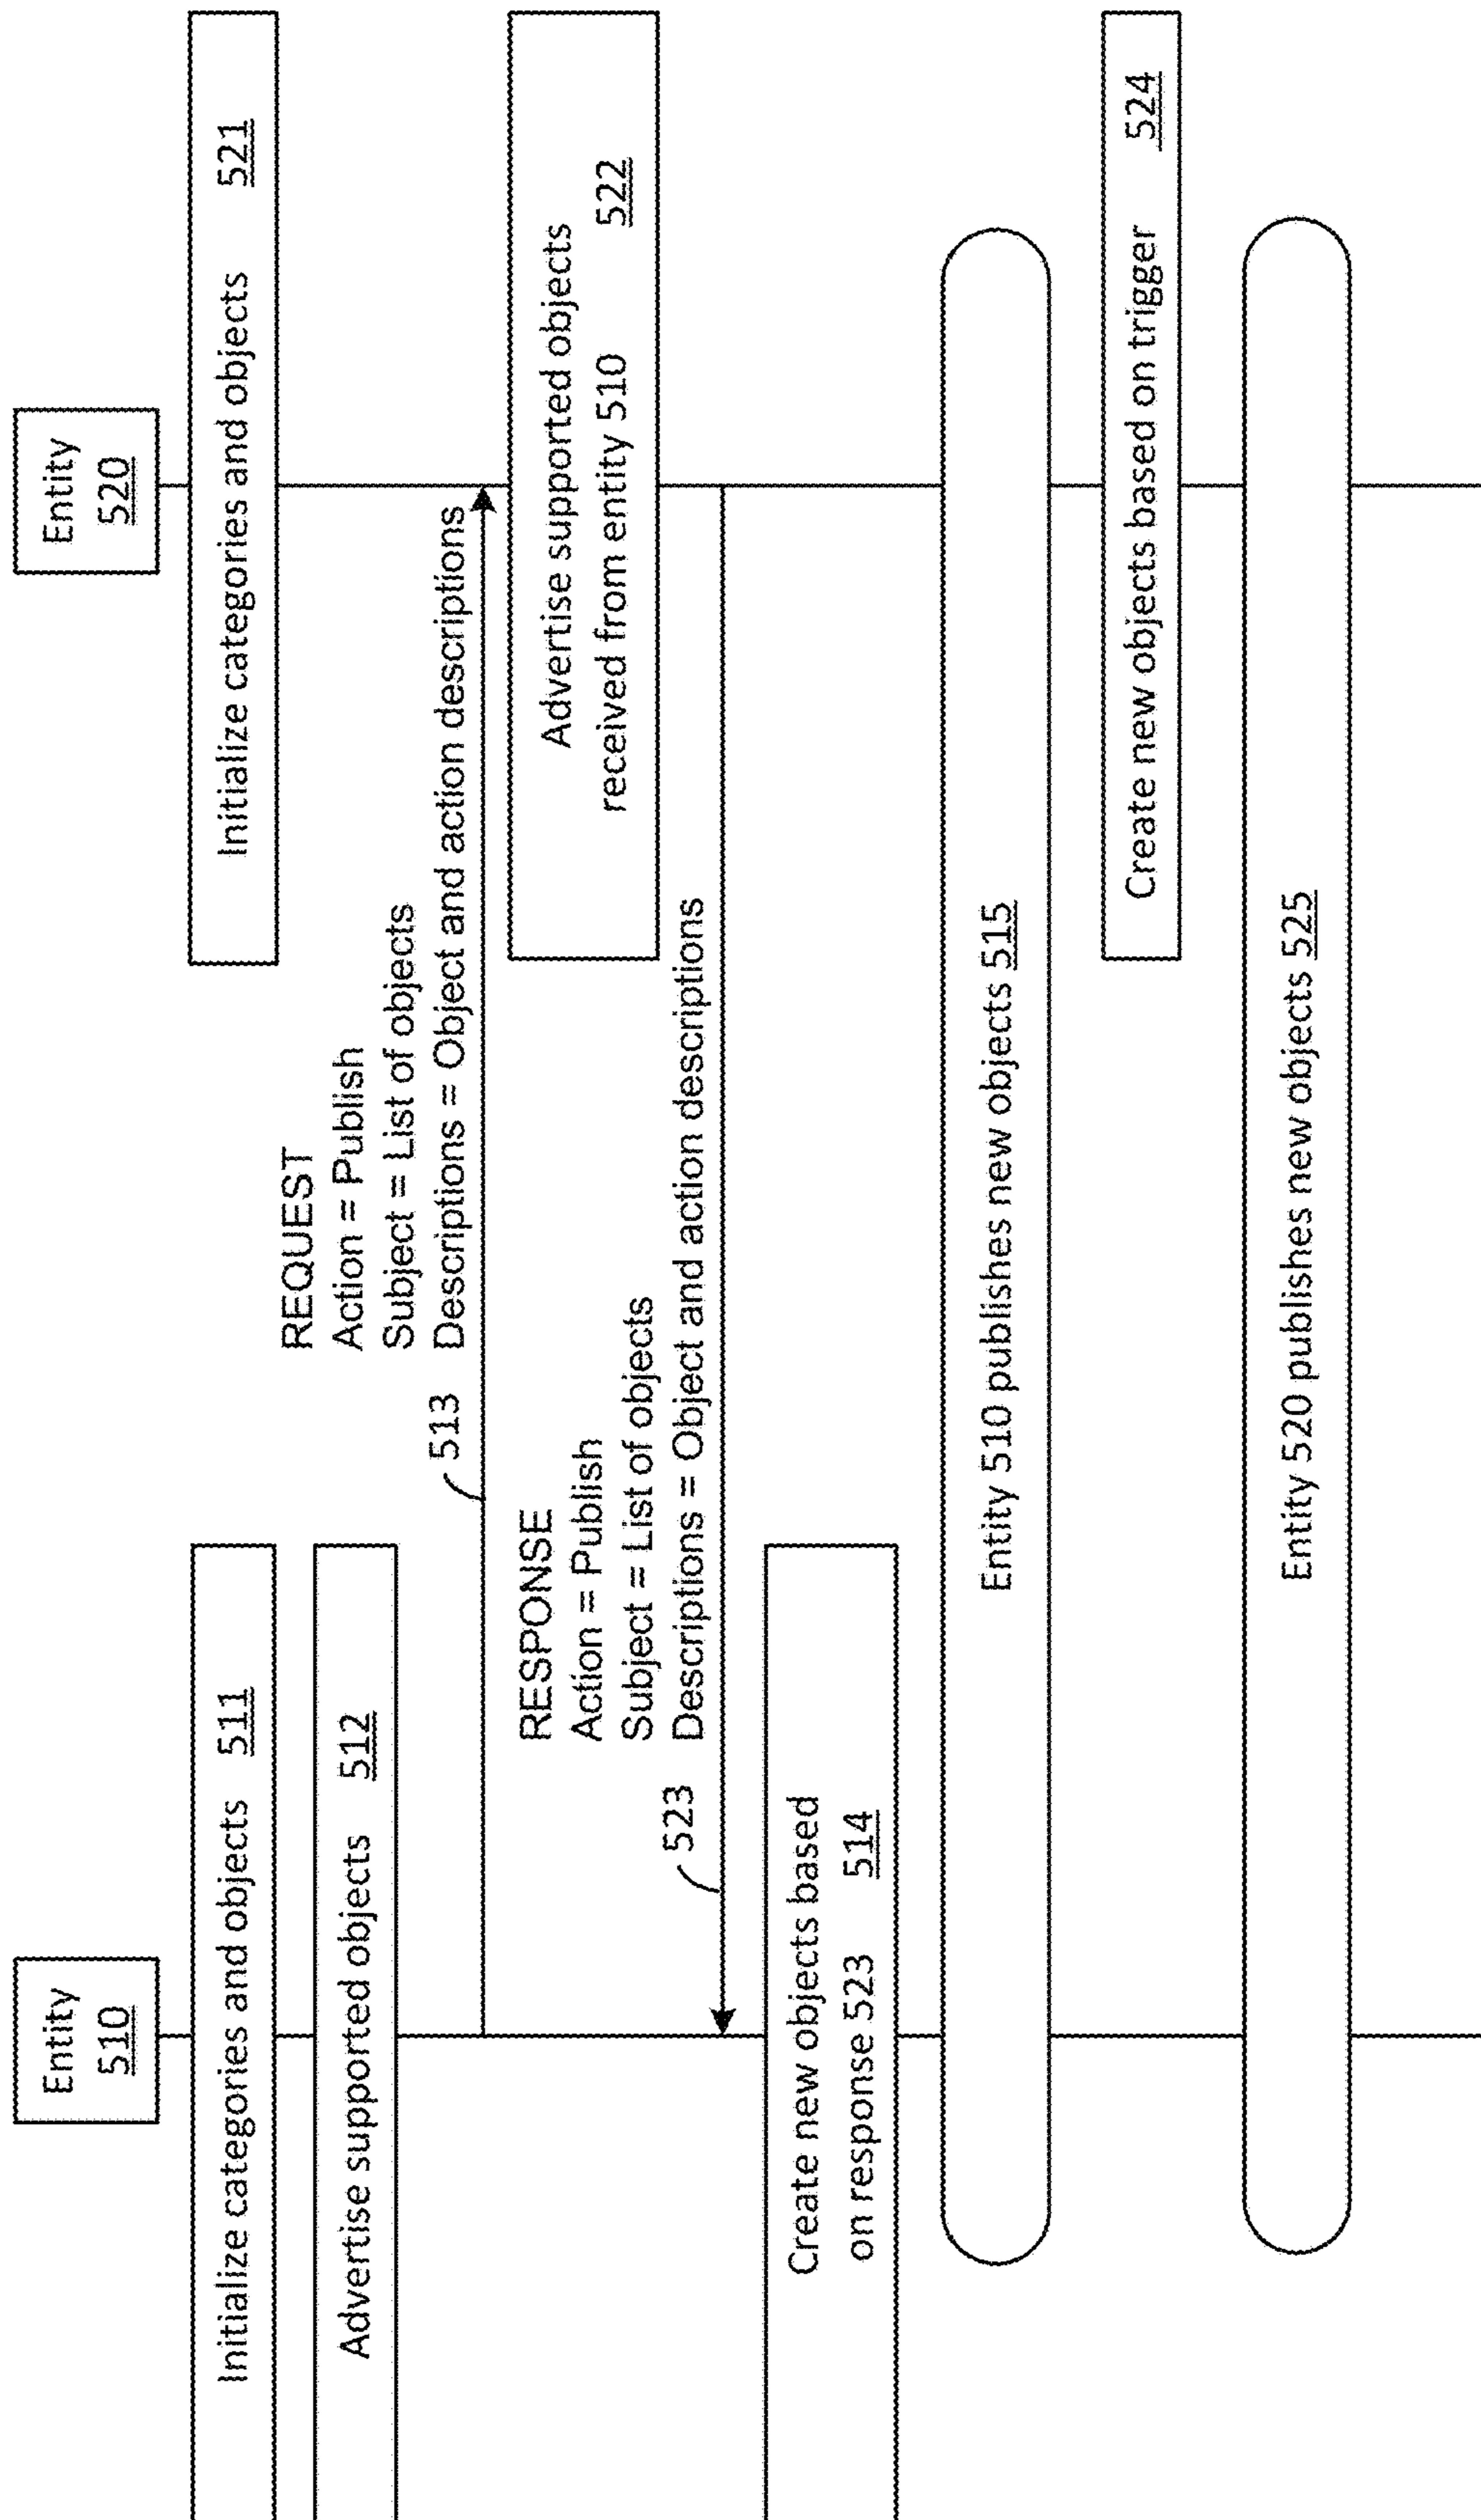 Entity
510
Entity
520
Initialize categories and objects 511
Initialize categories and objects 521
Advertise supported objects 512
REQUEST
Action = Publish
Subject = List of objects
Descriptions = Object and action descriptions
513
Advertise supported objects
received from entity 510 522
RESPONSE
Action = Publish
Subject = List of objects
Descriptions = Object and action descriptions
523
Create new objects based
on response 523 514
Entity 510 publishes new objects 515
Create new objects based on trigger 524
Entity 520 publishes new objects 525